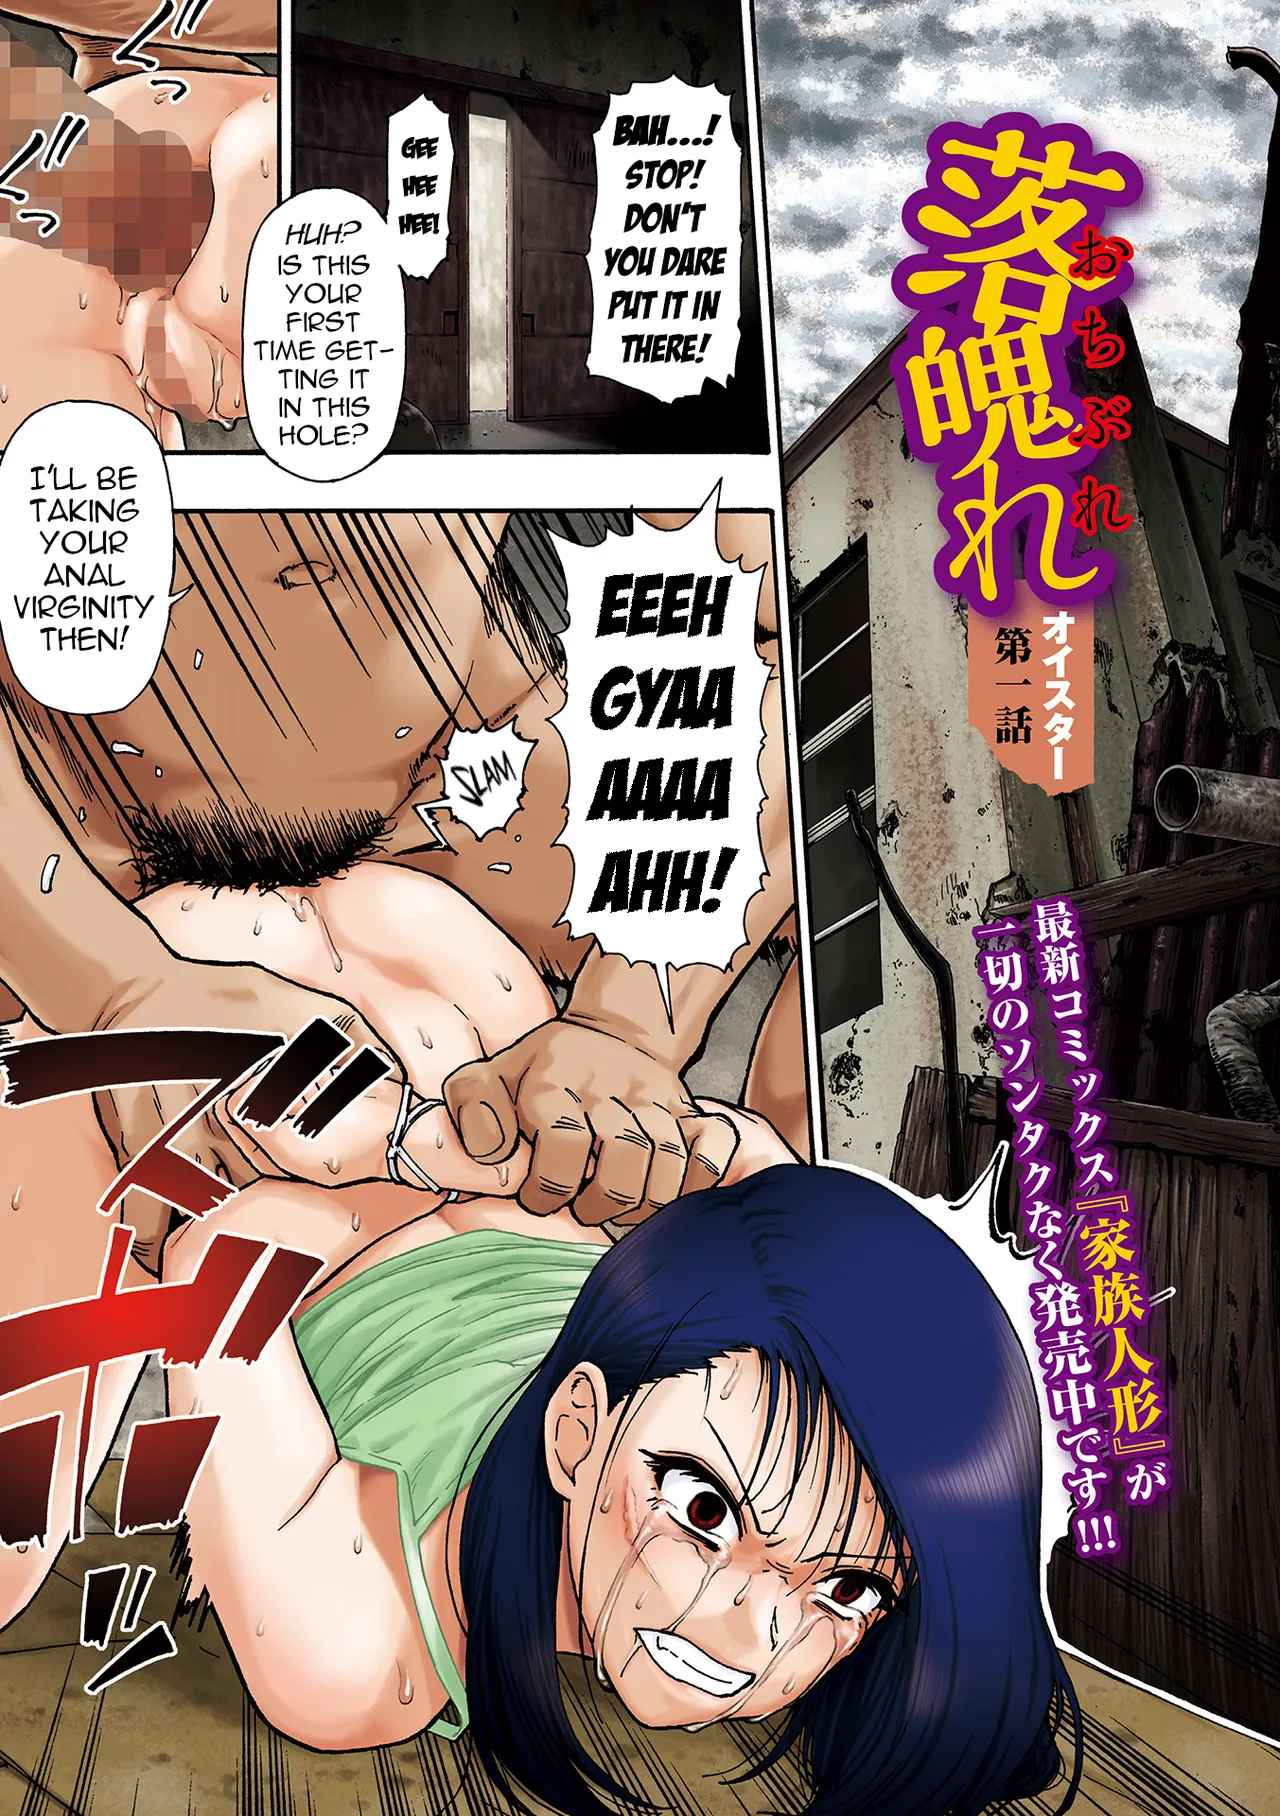 落魄れ
おちぶれ
オイスター
第一話
最新コミックス『家族人形』が
一切のソンタクなく発売中です!!!
BAH...!
STOP!
DON'T
YOU DARE
PUT IT IN
THERE!
GEE
HEE
HEE!
HUH?
IS THIS
YOUR
FIRST
TIME GET-
TING IT
IN THIS
HOLE?
I'LL BE
TAKING
YOUR
ANAL
VIRGINITY
THEN!
EEEH
GYAA
AAAA
AHH!
SLAM